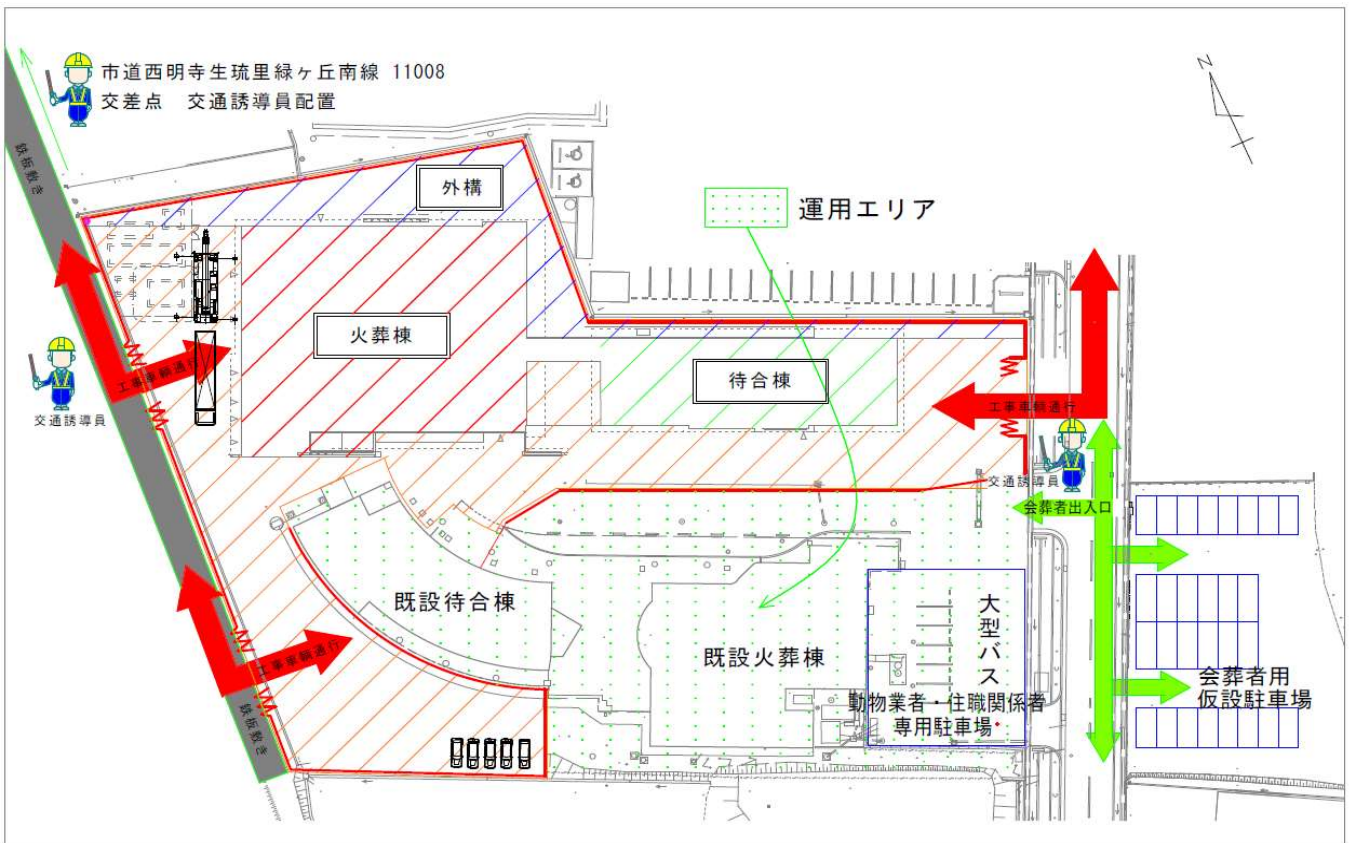 市道西明寺生琉里緑ヶ丘南線 11008
交差点 交通誘導員配置
N
鉄板敷き
外構
運用エリア
火葬棟
待合棟
工事車輌通行
工事車輌通行
交通誘導員
交通誘導員
会葬者出入口
既設待合棟
大型バス
既設火葬棟
工事車輌通行
会葬者用
仮設駐車場
動物業者・住職関係者
専用駐車場
鉄板敷き